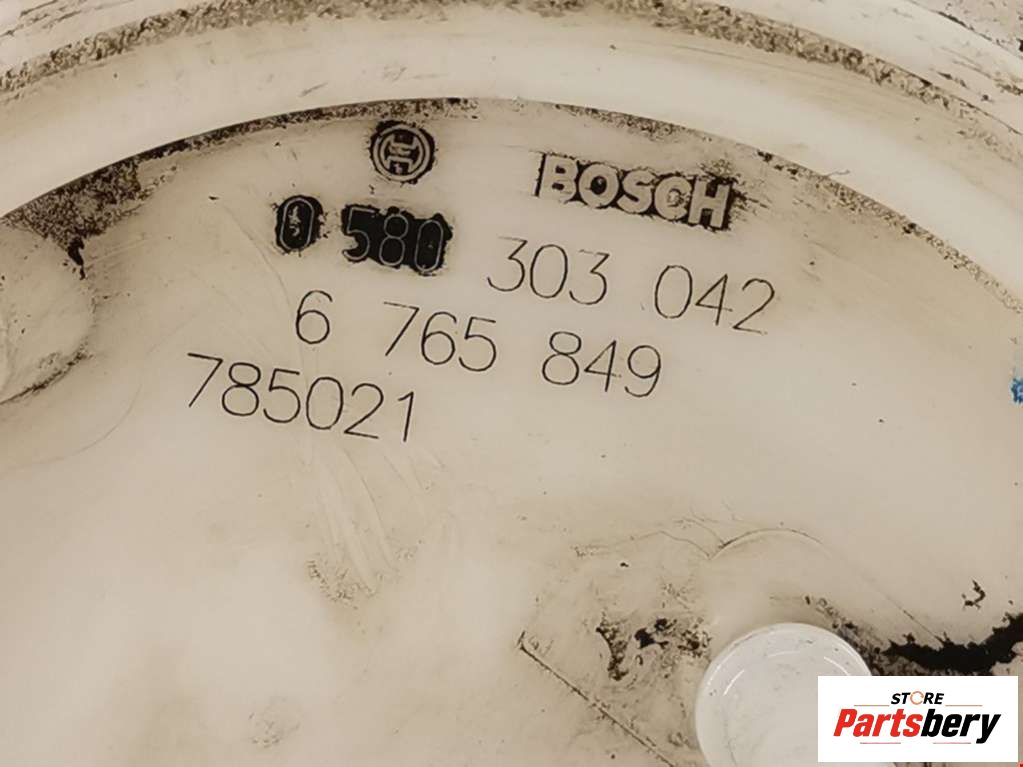 BOSCH
0 580 303 042
6 765 849
785021
STORE
Partsbery